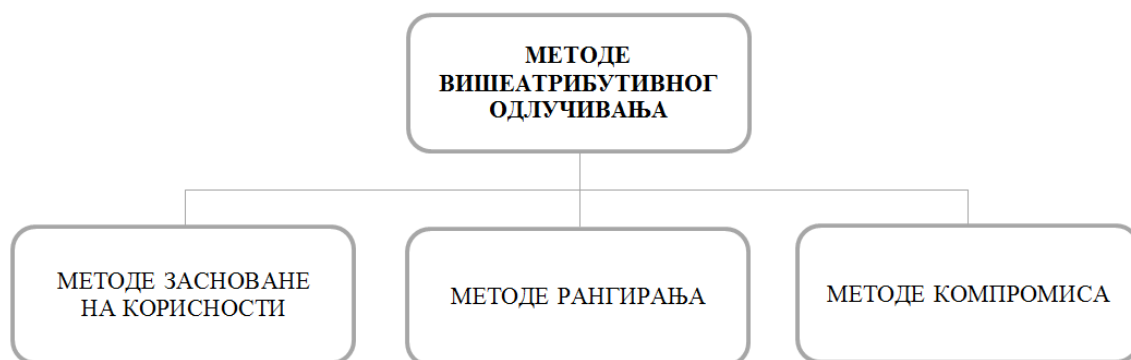 МЕТОДЕ
ВИШЕАТРИБУТИВНОГ
ОДЛУЧИВАЊА
МЕТОДЕ ЗАСНОВАНЕ
НА КОРИСНОСТИ
МЕТОДЕ РАНГИРАЊА
МЕТОДЕ КОМПРОМИСА